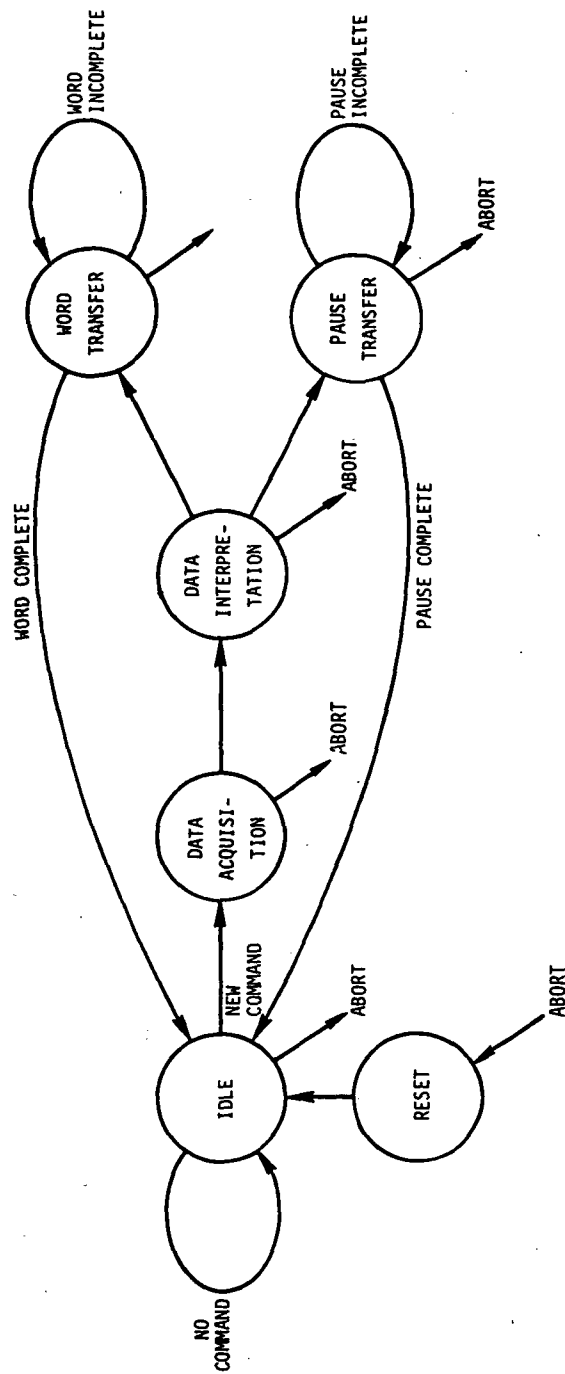 WORD
INCOMPLETE
WORD
TRANSFER
WORD COMPLETE
PAUSE
INCOMPLETE
PAUSE
TRANSFER
ABORT
DATA
INTERPRE-
TATION
ABORT
PAUSE COMPLETE
DATA
ACQUISI-
TION
ABORT
NEW
COMMAND
IDLE
ABORT
RESET
ABORT
NO
COMMAND